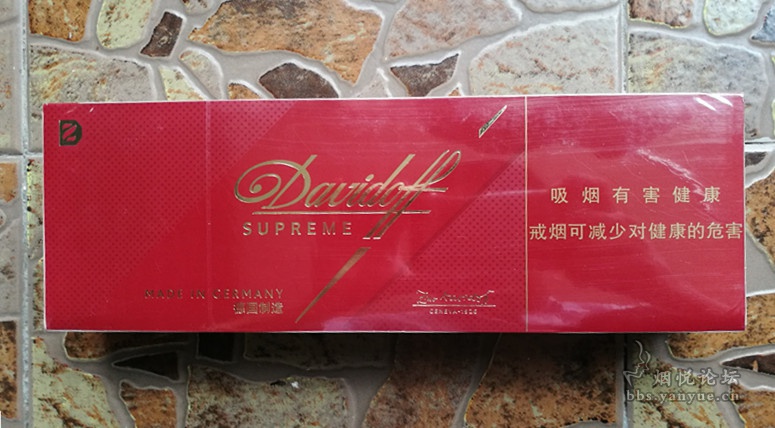 Davidoff
SUPREME
MADE IN GERMANY
德国制造
GENEVA-1926
吸烟有害健康
戒烟可减少对健康的危害
烟悦论坛
bbs.yanyue.cn